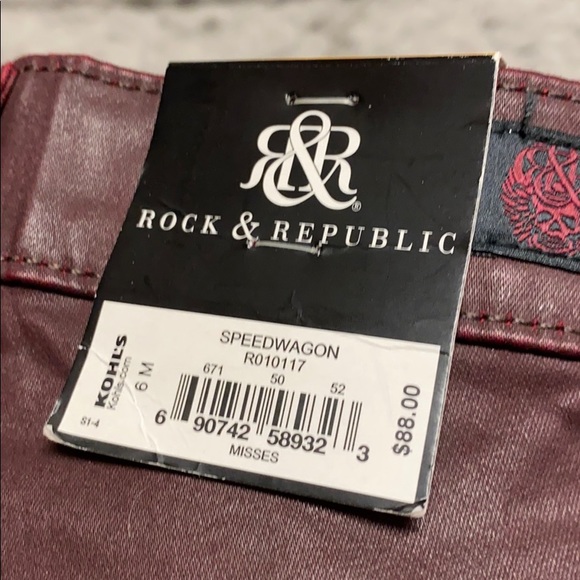 R&R®
ROCK & REPUBLIC
SPEEDWAGON
R010117
671 50 52
6 90742 58932 3
MISSES
KOHL'S
Kohls.com
6 M
S1-4
$88.00